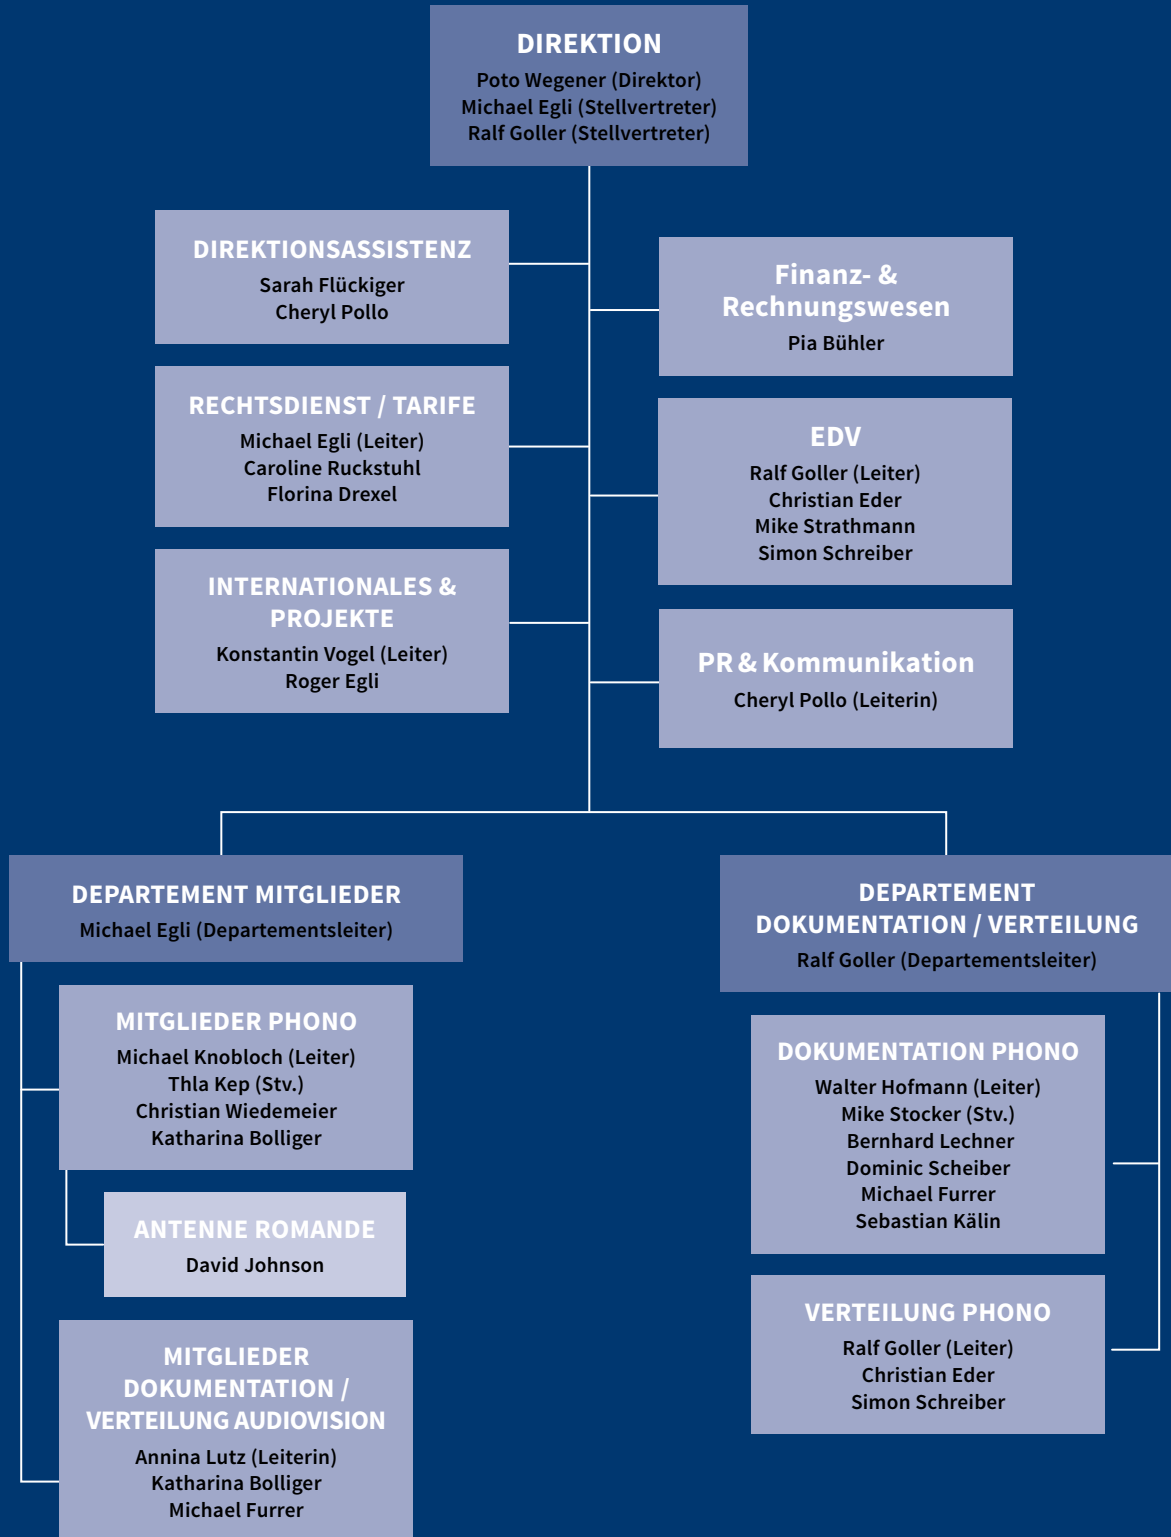 DIREKTION
Poto Wegener (Direktor)
Michael Egli (Stellvertreter)
Ralf Goller (Stellvertreter)
DIREKTIONSASSISTENZ
Sarah Flückiger
Cheryl Pollo
Finanz- &
Rechnungswesen
Pia Bühler
RECHTSDIENST / TARIFE
Michael Egli (Leiter)
Caroline Ruckstuhl
Florina Drexel
EDV
Ralf Goller (Leiter)
Christian Eder
Mike Strathmann
Simon Schreiber
INTERNATIONALES &
PROJEKTE
Konstantin Vogel (Leiter)
Roger Egli
PR & Kommunikation
Cheryl Pollo (Leiterin)
DEPARTEMENT MITGLIEDER
Michael Egli (Departementsleiter)
MITGLIEDER PHONO
Michael Knobloch (Leiter)
Thla Kep (Stv.)
Christian Wiedemeier
Katharina Bolliger
ANTENNE ROMANDE
David Johnson
MITGLIEDER
DOKUMENTATION /
VERTEILUNG AUDIOVISION
Annina Lutz (Leiterin)
Katharina Bolliger
Michael Furrer
DEPARTEMENT
DOKUMENTATION / VERTEILUNG
Ralf Goller (Departementsleiter)
DOKUMENTATION PHONO
Walter Hofmann (Leiter)
Mike Stocker (Stv.)
Bernhard Lechner
Dominic Scheiber
Michael Furrer
Sebastian Kälin
VERTEILUNG PHONO
Ralf Goller (Leiter)
Christian Eder
Simon Schreiber